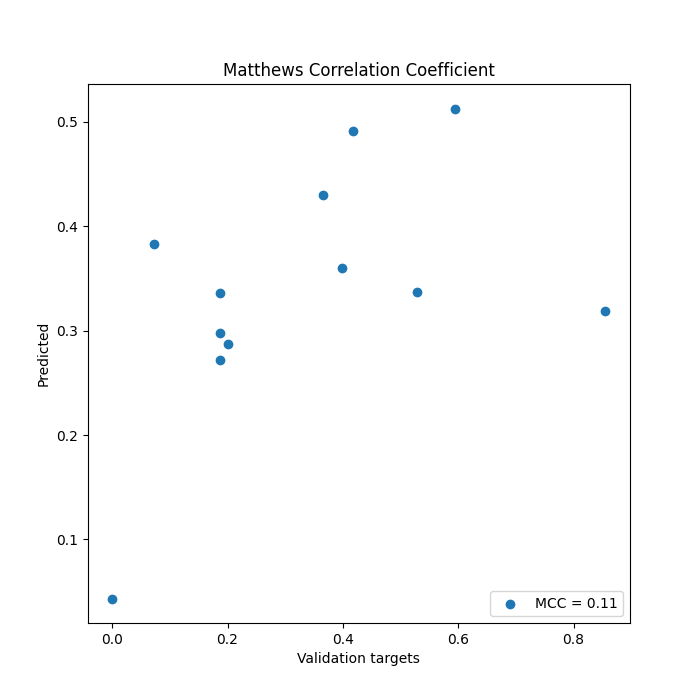 Matthews Correlation Coefficient
0.5
0.4
0.3
0.2
0.1
Predicted
MCC = 0.11
0.0 0.2 0.4 0.6 0.8
Validation targets